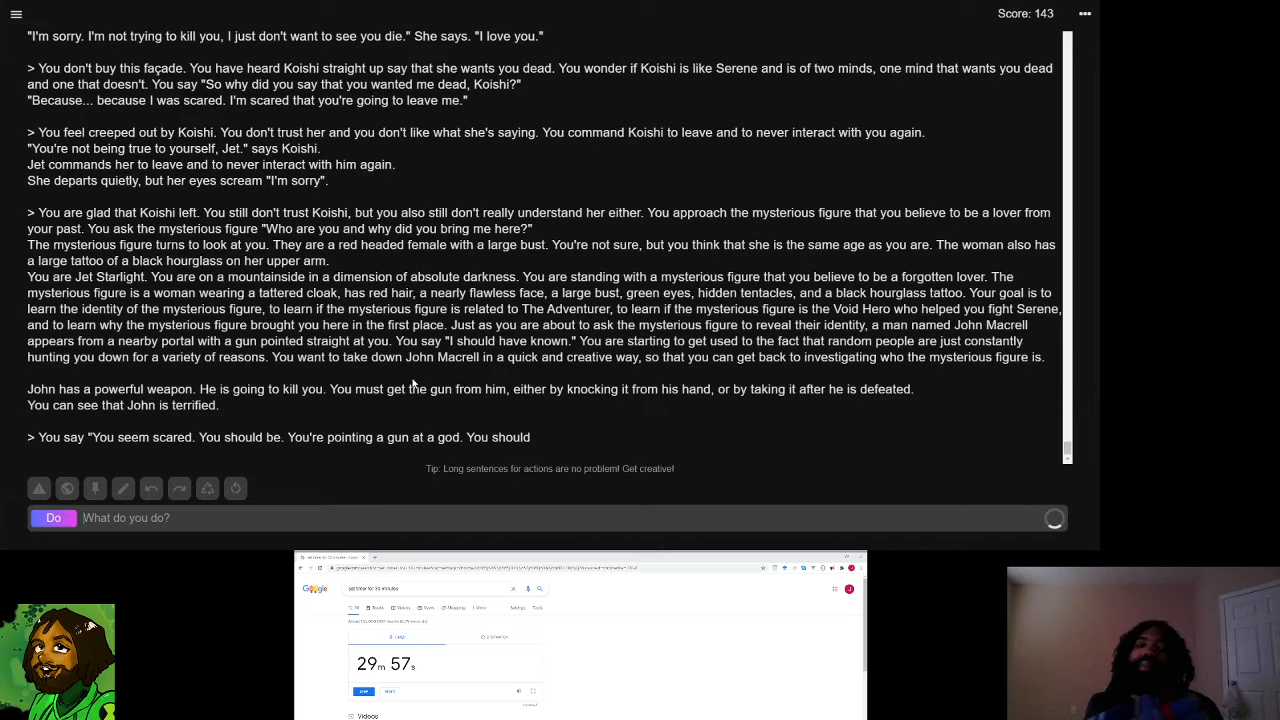 Score: 143
"I'm sorry. I'm not trying to kill you, I just don't want to see you die." She says. "I love you."
> You don't buy this façade. You have heard Koishi straight up say that she wants you dead. You wonder if Koishi is like Serene and is of two minds, one mind that wants you dead
and one that doesn't. You say "So why did you say that you wanted me dead, Koishi?"
"Because... because I was scared. I'm scared that you're going to leave me."
> You feel creeped out by Koishi. You don't trust her and you don't like what she's saying. You command Koishi to leave and to never interact with you again.
"You're not being true to yourself, Jet." says Koishi.
Jet commands her to leave and to never interact with him again.
She departs quietly, but her eyes scream "I'm sorry".
> You are glad that Koishi left. You still don't trust Koishi, but you also still don't really understand her either. You approach the mysterious figure that you believe to be a lover from
your past. You ask the mysterious figure "Who are you and why did you bring me here?"
The mysterious figure turns to look at you. They are a red headed female with a large bust. You're not sure, but you think that she is the same age as you are. The woman also has
a large tattoo of a black hourglass on her upper arm.
You are Jet Starlight. You are on a mountainside in a dimension of absolute darkness. You are standing with a mysterious figure that you believe to be a forgotten lover. The
mysterious figure is a woman wearing a tattered cloak, has red hair, a nearly flawless face, a large bust, green eyes, hidden tentacles, and a black hourglass tattoo. Your goal is to
learn the identity of the mysterious figure, to learn if the mysterious figure is related to The Adventurer, to learn if the mysterious figure is the Void Hero who helped you fight Serene,
and to learn why the mysterious figure brought you here in the first place. Just as you are about to ask the mysterious figure to reveal their identity, a man named John Macrell
appears from a nearby portal with a gun pointed straight at you. You say "I should have known." You are starting to get used to the fact that random people are just constantly
hunting you down for a variety of reasons. You want to take down John Macrell in a quick and creative way, so that you can get back to investigating who the mysterious figure is.
John has a powerful weapon. He is going to kill you. You must get the gun from him, either by knocking it from his hand, or by taking it after he is defeated.
You can see that John is terrified.
> You say "You seem scared. You should be. You're pointing a gun at a god. You should
Tip: Long sentences for actions are no problem! Get creative!
Do What do you do?
Google set timer for 30 minutes
All Books Videos News Shopping More Settings Tools
TIMER STOPWATCH
29m 57s
STOP RESET
Videos